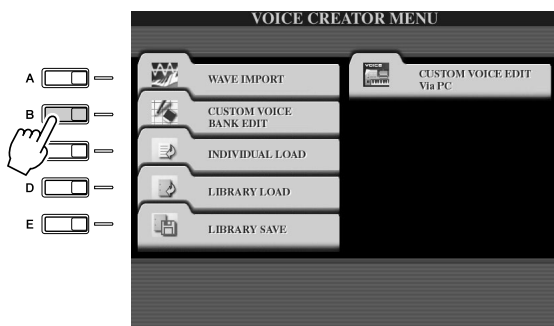 VOICE CREATOR MENU
A
WAVE IMPORT
B
CUSTOM VOICE
BANK EDIT
INDIVIDUAL LOAD
D
LIBRARY LOAD
E
LIBRARY SAVE
VOICE
CUSTOM VOICE EDIT
Via PC